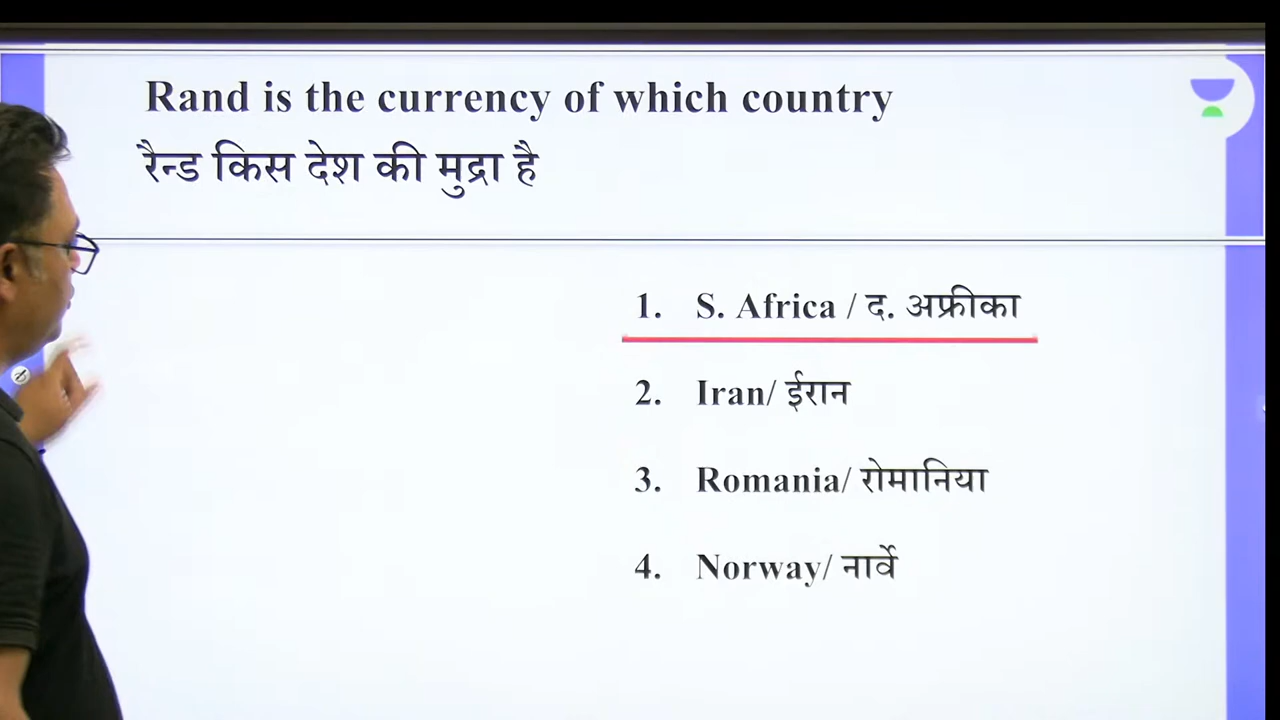 Rand is the currency of which country
रैन्ड किस देश की मुद्रा है
1. S. Africa / द. अफ्रीका
2. Iran/ ईरान
3. Romania/ रोमानिया
4. Norway/ नार्वे